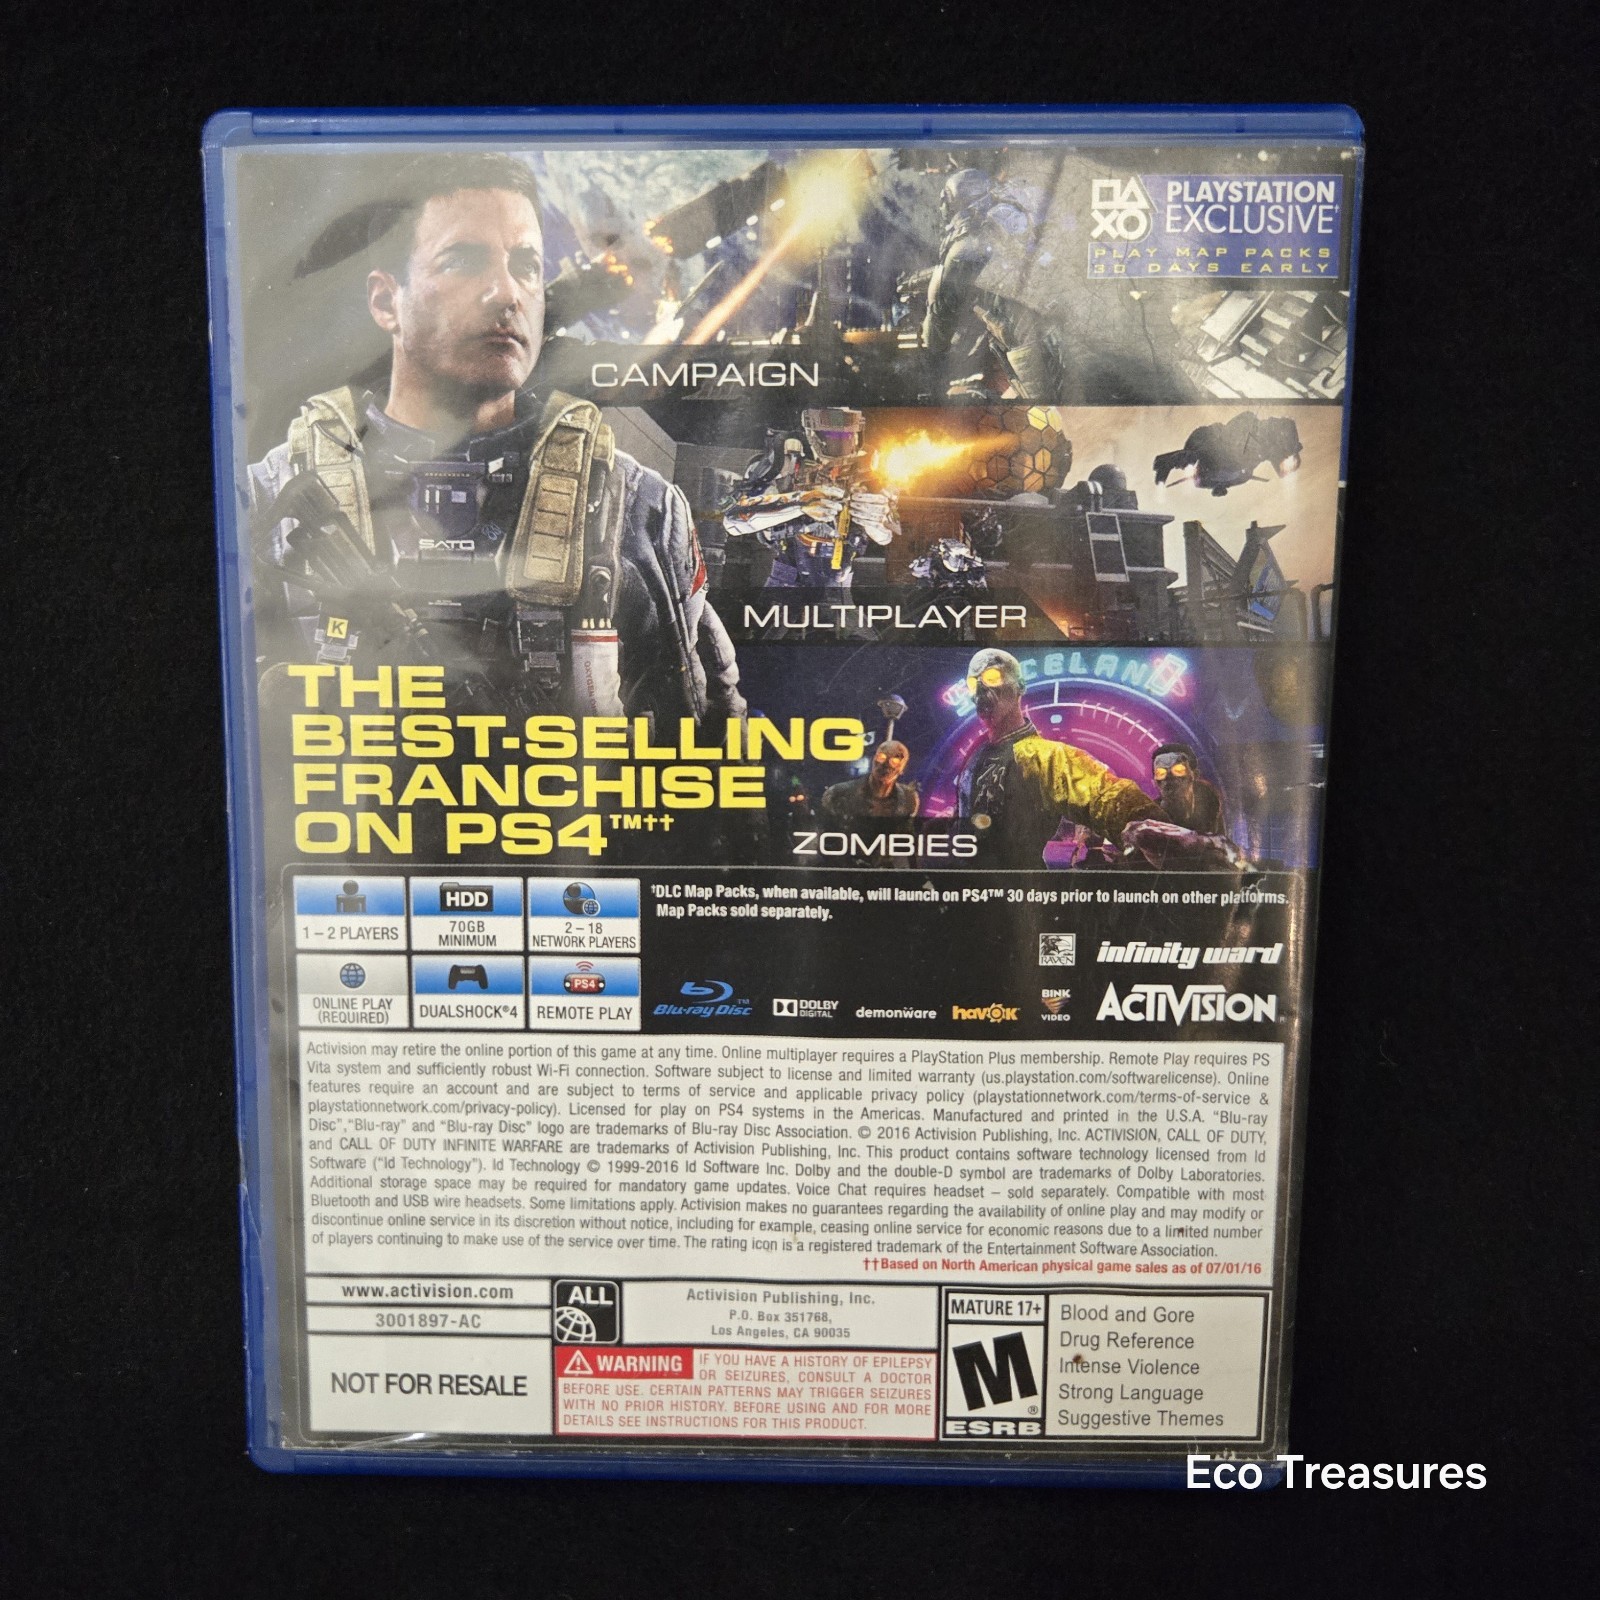 PLAYSTATION
EXCLUSIVE†
PLAY MAP PACKS
30 DAYS EARLY
CAMPAIGN
SATO
K
OXYGEN
MULTIPLAYER
THE
BEST-SELLING
FRANCHISE
ON PS4™††
ZOMBIES
1 – 2 PLAYERS
HDD
70GB
MINIMUM
2 – 18
NETWORK PLAYERS
ONLINE PLAY
(REQUIRED)
DUALSHOCK®4
PS4
REMOTE PLAY
†DLC Map Packs, when available, will launch on PS4™ 30 days prior to launch on other platforms.
Map Packs sold separately.
RAVEN
infinity ward
Blu-ray Disc™
DOLBY
DIGITAL
demonware
havok
BINK
VIDEO
ACTIVISION
Activision may retire the online portion of this game at any time. Online multiplayer requires a PlayStation Plus membership. Remote Play requires PS
Vita system and sufficiently robust Wi-Fi connection. Software subject to license and limited warranty (us.playstation.com/softwarelicense). Online
features require an account and are subject to terms of service and applicable privacy policy (playstationnetwork.com/terms-of-service &
playstationnetwork.com/privacy-policy). Licensed for play on PS4 systems in the Americas. Manufactured and printed in the U.S.A. "Blu-ray
Disc","Blu-ray" and "Blu-ray Disc" logo are trademarks of Blu-ray Disc Association. © 2016 Activision Publishing, Inc. ACTIVISION, CALL OF DUTY,
and CALL OF DUTY INFINITE WARFARE are trademarks of Activision Publishing, Inc. This product contains software technology licensed from Id
Software ("Id Technology"). Id Technology © 1999-2016 Id Software Inc. Dolby and the double-D symbol are trademarks of Dolby Laboratories.
Additional storage space may be required for mandatory game updates. Voice Chat requires headset – sold separately. Compatible with most
Bluetooth and USB wire headsets. Some limitations apply. Activision makes no guarantees regarding the availability of online play and may modify or
discontinue online service in its discretion without notice, including for example, ceasing online service for economic reasons due to a limited number
of players continuing to make use of the service over time. The rating icon is a registered trademark of the Entertainment Software Association.
††Based on North American physical game sales as of 07/01/16
www.activision.com
3001897-AC
NOT FOR RESALE
ALL
Activision Publishing, Inc.
P.O. Box 351768,
Los Angeles, CA 90035
WARNING IF YOU HAVE A HISTORY OF EPILEPSY
OR SEIZURES, CONSULT A DOCTOR
BEFORE USE. CERTAIN PATTERNS MAY TRIGGER SEIZURES
WITH NO PRIOR HISTORY. BEFORE USING AND FOR MORE
DETAILS SEE INSTRUCTIONS FOR THIS PRODUCT.
MATURE 17+
M®
ESRB
Blood and Gore
Drug Reference
Intense Violence
Strong Language
Suggestive Themes
Eco Treasures